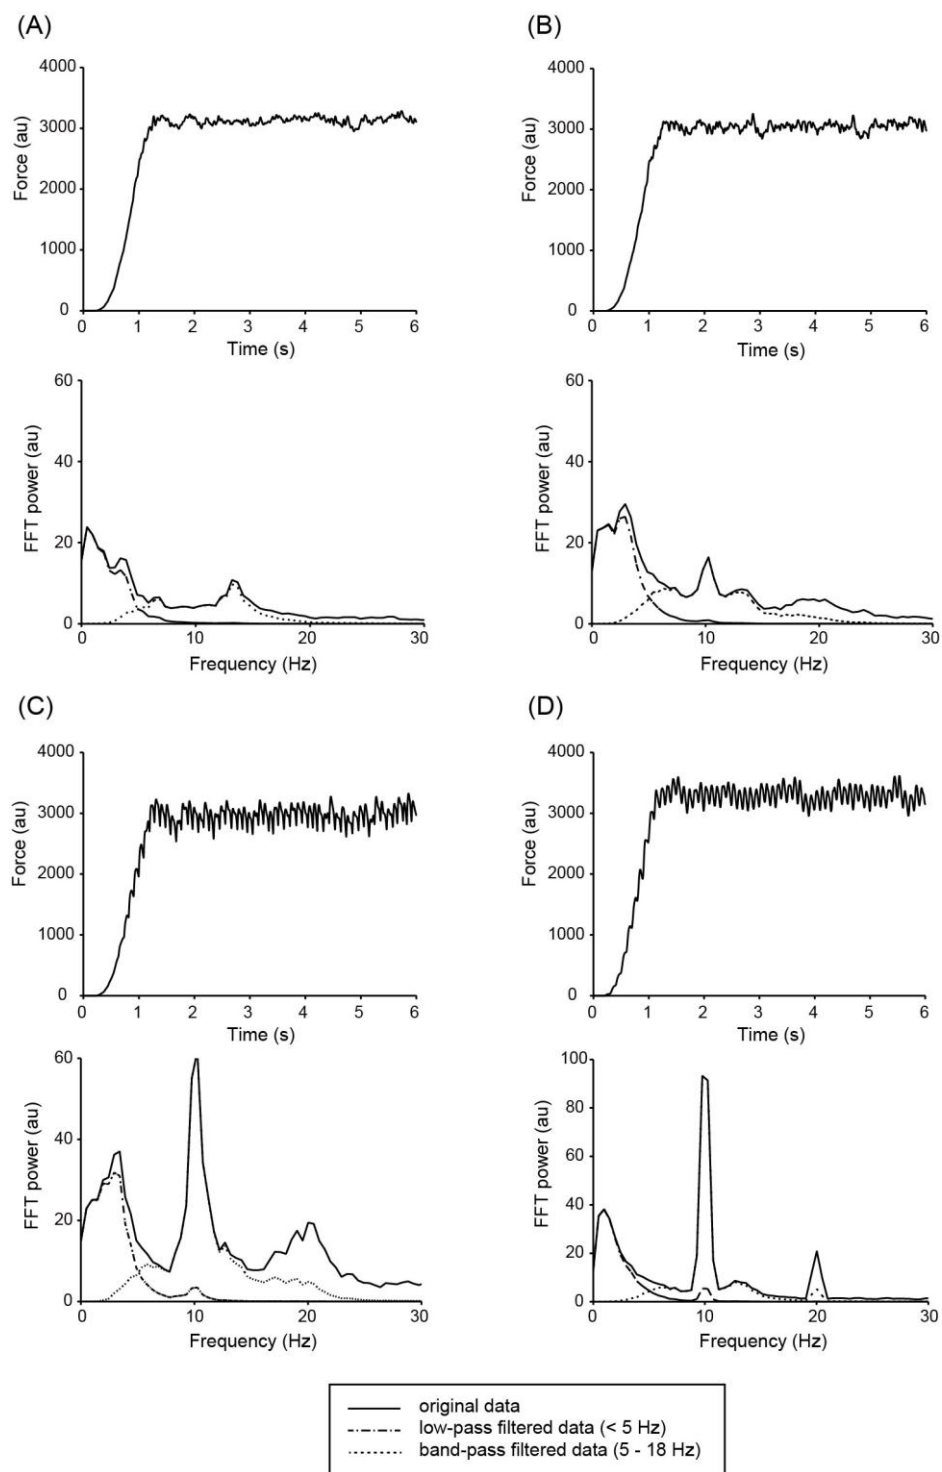 (A)
Force (au)
4000
3000
2000
1000
0
0 1 2 3 4 5 6
Time (s)
FFT power (au)
60
40
20
0
0 10 20 30
Frequency (Hz)
(B)
Force (au)
4000
3000
2000
1000
0
0 1 2 3 4 5 6
Time (s)
FFT power (au)
60
40
20
0
0 10 20 30
Frequency (Hz)
(C)
Force (au)
4000
3000
2000
1000
0
0 1 2 3 4 5 6
Time (s)
FFT power (au)
60
40
20
0
0 10 20 30
Frequency (Hz)
(D)
Force (au)
4000
3000
2000
1000
0
0 1 2 3 4 5 6
Time (s)
FFT power (au)
100
80
60
40
20
0
0 10 20 30
Frequency (Hz)
original data
low-pass filtered data (< 5 Hz)
band-pass filtered data (5 - 18 Hz)